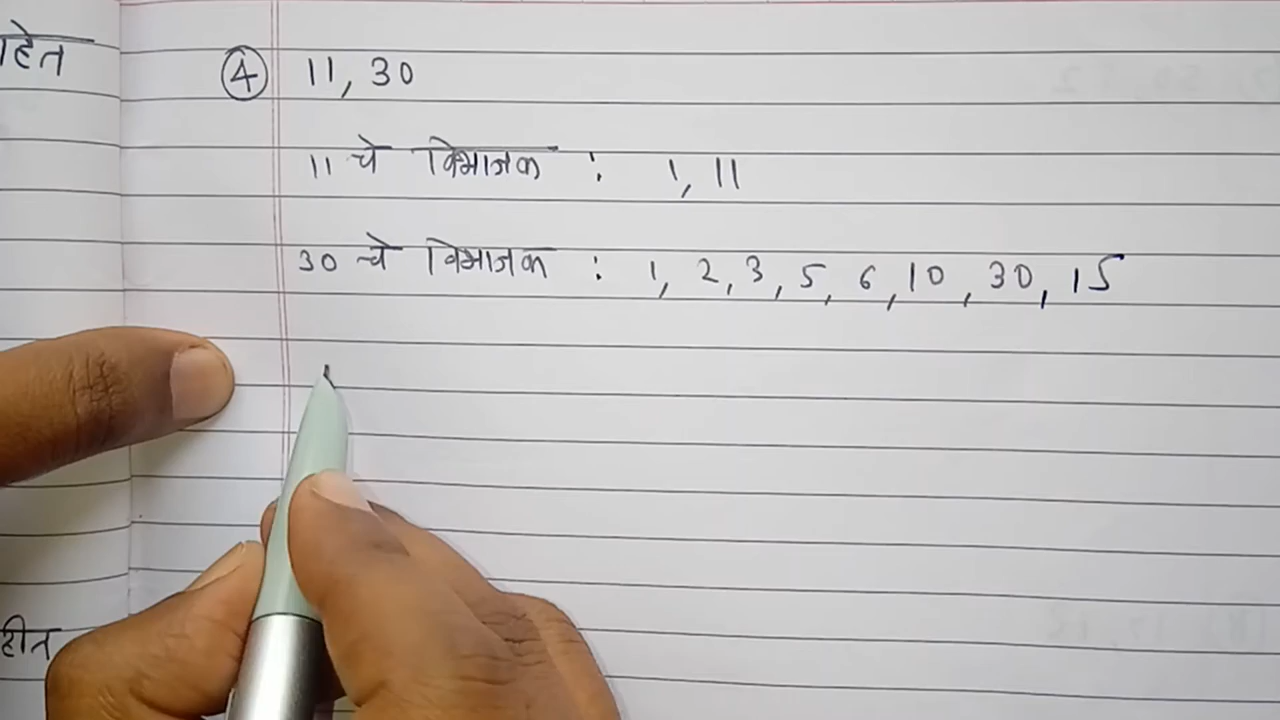 ④ 11, 30
11 चे विभाजक : 1, 11
30 चे विभाजक : 1, 2, 3, 5, 6, 10, 30, 15